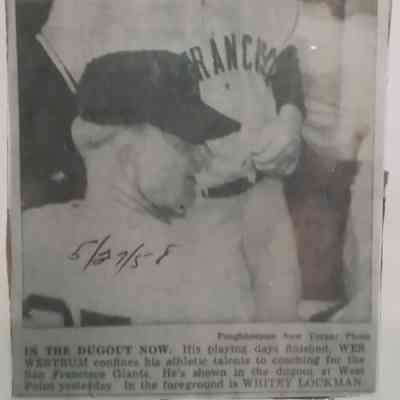 FRANCISC
5/27/58
Poughkeepsie New Yorker Photo
IN THE DUGOUT NOW. His playing days finished, WES
WESTRUM confines his athletic talents to coaching for the
San Francisco Giants. He's shown in the dugout at West
Point yesterday. In the foreground is WHITEY LOCKMAN.